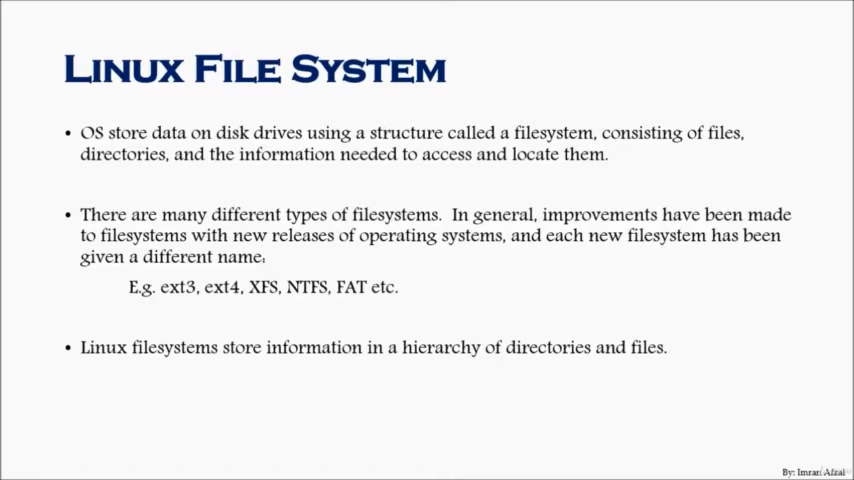 LINUX FILE SYSTEM
• OS store data on disk drives using a structure called a filesystem, consisting of files,
directories, and the information needed to access and locate them.
• There are many different types of filesystems. In general, improvements have been made
to filesystems with new releases of operating systems, and each new filesystem has been
given a different name:
E.g. ext3, ext4, XFS, NTFS, FAT etc.
• Linux filesystems store information in a hierarchy of directories and files.
By: Imran Afzal